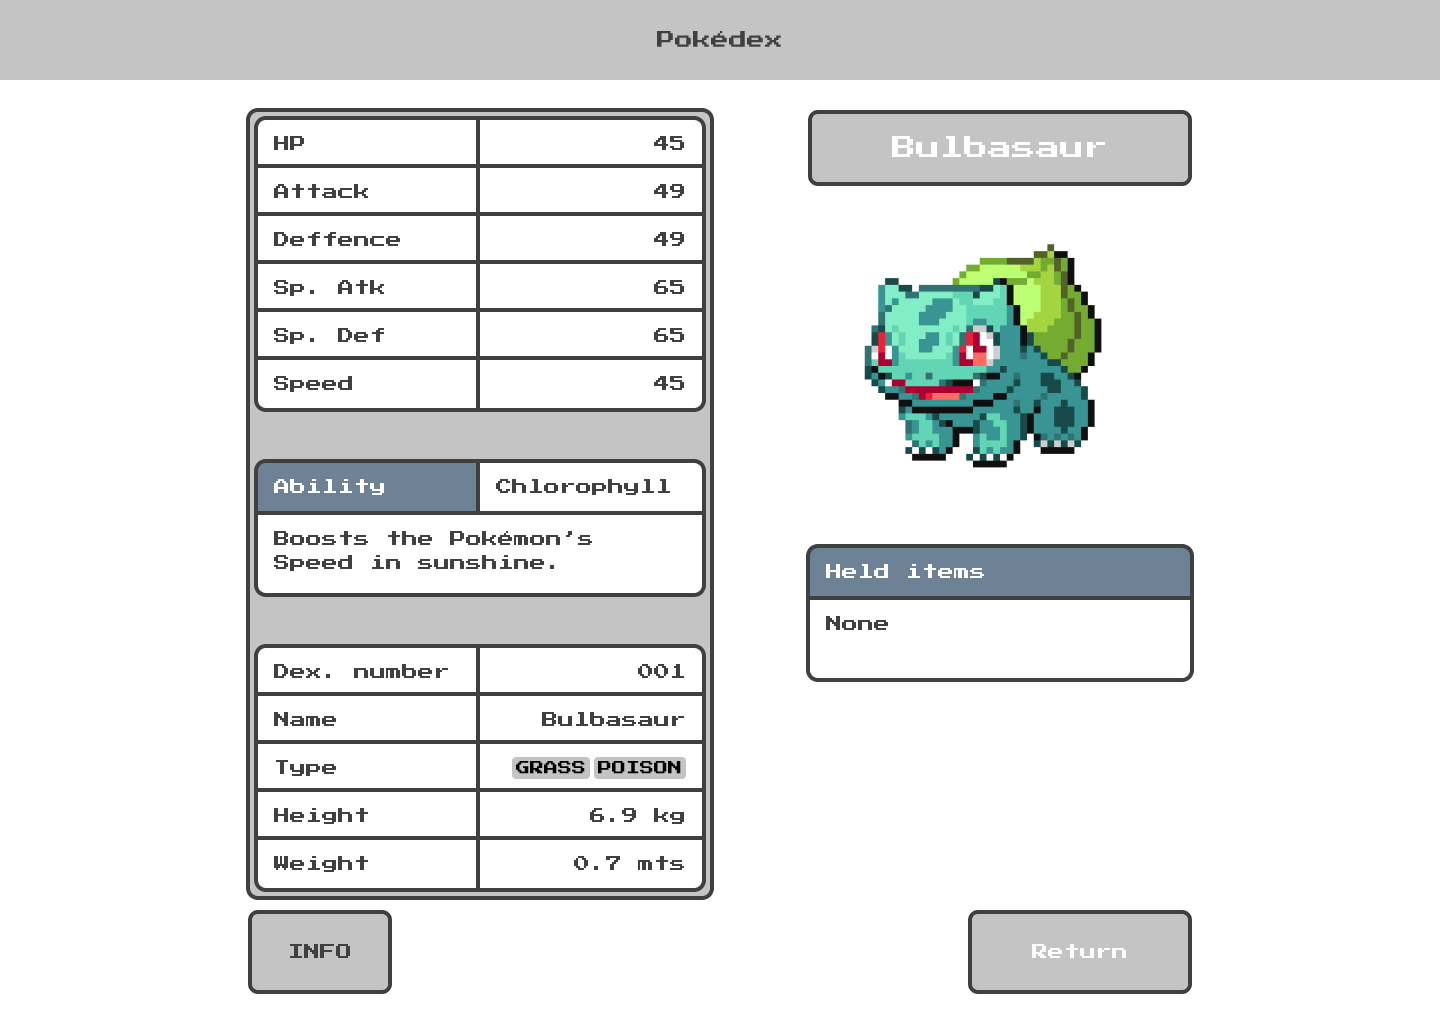 Pokédex
HP 45
Attack 49
Deffence 49
Sp. Atk 65
Sp. Def 65
Speed 45
Ability Chlorophyll
Boosts the Pokémon's
Speed in sunshine.
Dex. number 001
Name Bulbasaur
Type GRASS POISON
Height 6.9 kg
Weight 0.7 mts
INFO
Bulbasaur
Held items
None
Return